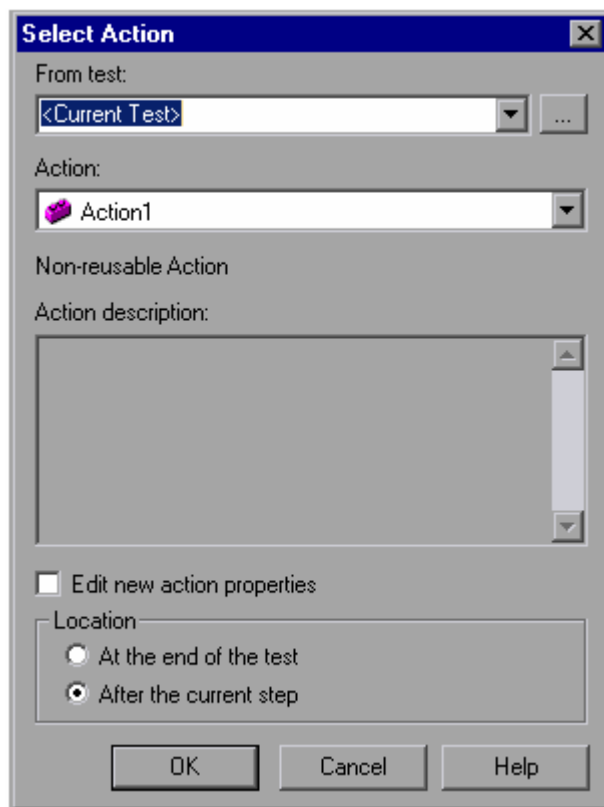 Select Action
From test:
<Current Test>
...
Action:
Action1
Non-reusable Action
Action description:
Edit new action properties
Location
At the end of the test
After the current step
OK Cancel Help